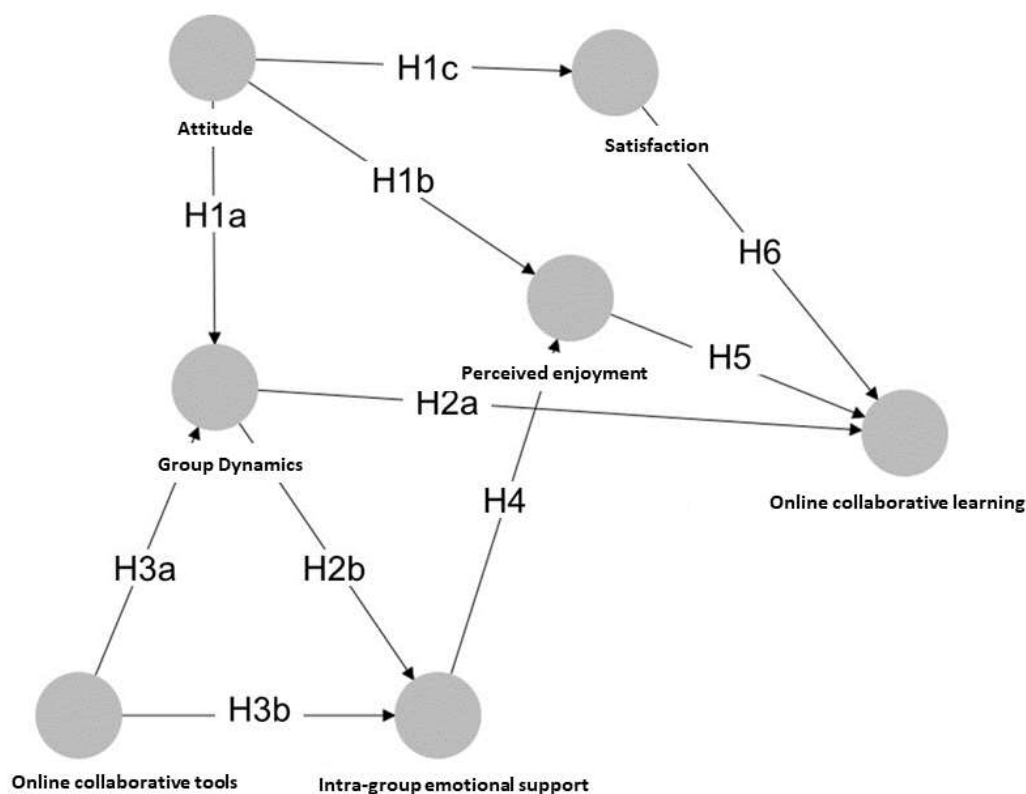 H1c
Attitude
Satisfaction
H1b
H1a
H6
H5
Perceived enjoyment
H2a
Group Dynamics
Online collaborative learning
H4
H3a
H2b
H3b
Online collaborative tools
Intra-group emotional support